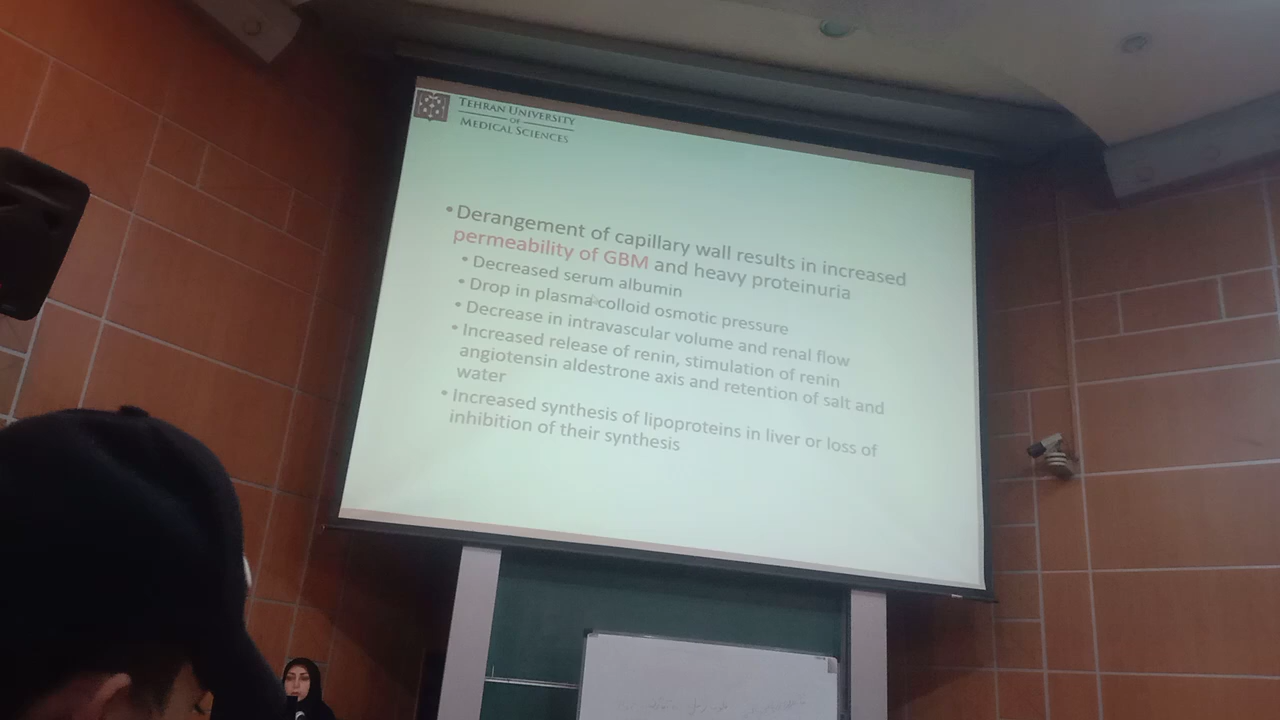 TEHRAN UNIVERSITY
OF
MEDICAL SCIENCES
• Derangement of capillary wall results in increased
permeability of GBM and heavy proteinuria
• Decreased serum albumin
• Drop in plasma colloid osmotic pressure
• Decrease in intravascular volume and renal flow
• Increased release of renin, stimulation of renin
angiotensin aldestrone axis and retention of salt and
water
• Increased synthesis of lipoproteins in liver or loss of
inhibition of their synthesis